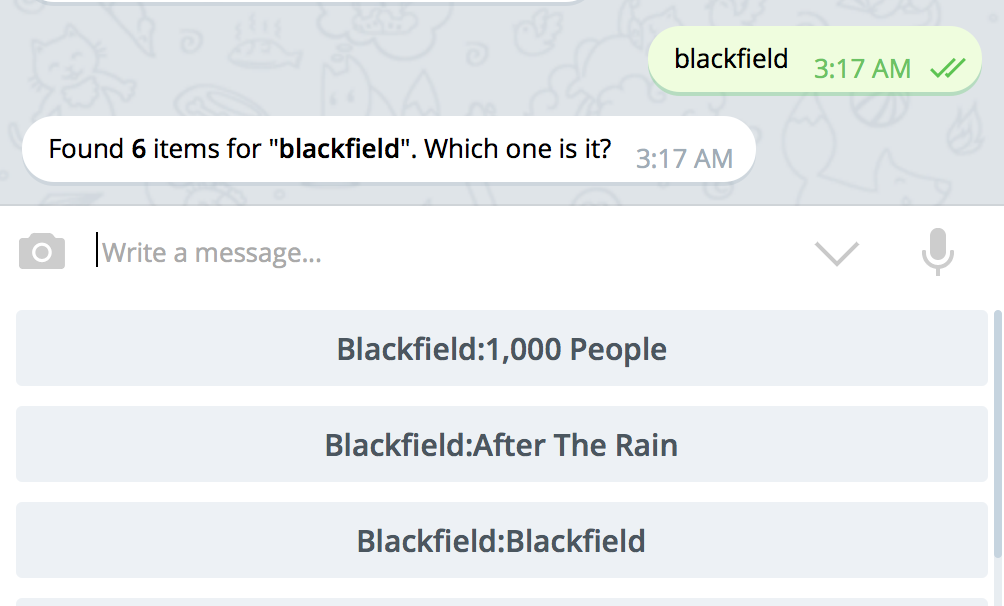 blackfield 3:17 AM
Found 6 items for "blackfield". Which one is it? 3:17 AM
Write a message...
Blackfield:1,000 People
Blackfield:After The Rain
Blackfield:Blackfield